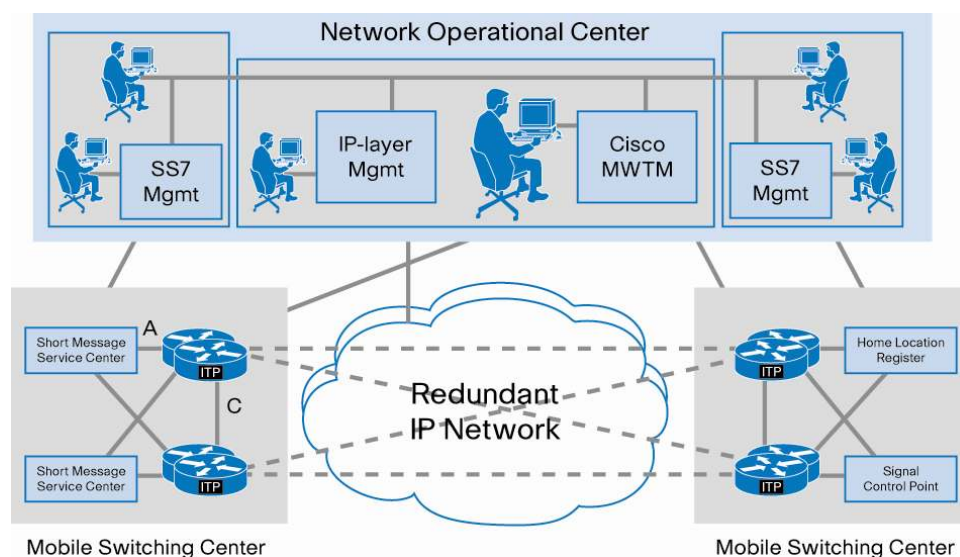 Network Operational Center
SS7
Mgmt
IP-layer
Mgmt
Cisco
MWTM
SS7
Mgmt
Short Message
Service Center
A
ITP
C
Short Message
Service Center
ITP
Redundant
IP Network
ITP
Home Location
Register
ITP
Signal
Control Point
Mobile Switching Center
Mobile Switching Center